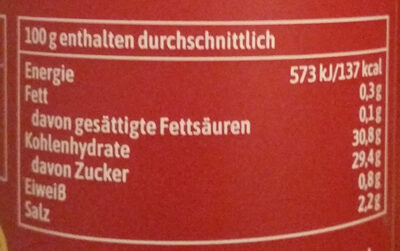 100 g enthalten durchschnittlich
Energie 573 kJ/137 kcal
Fett 0,3 g
davon gesättigte Fettsäuren 0,1 g
Kohlenhydrate 30,8 g
davon Zucker 29,4 g
Eiweiß 0,8 g
Salz 2,2 g